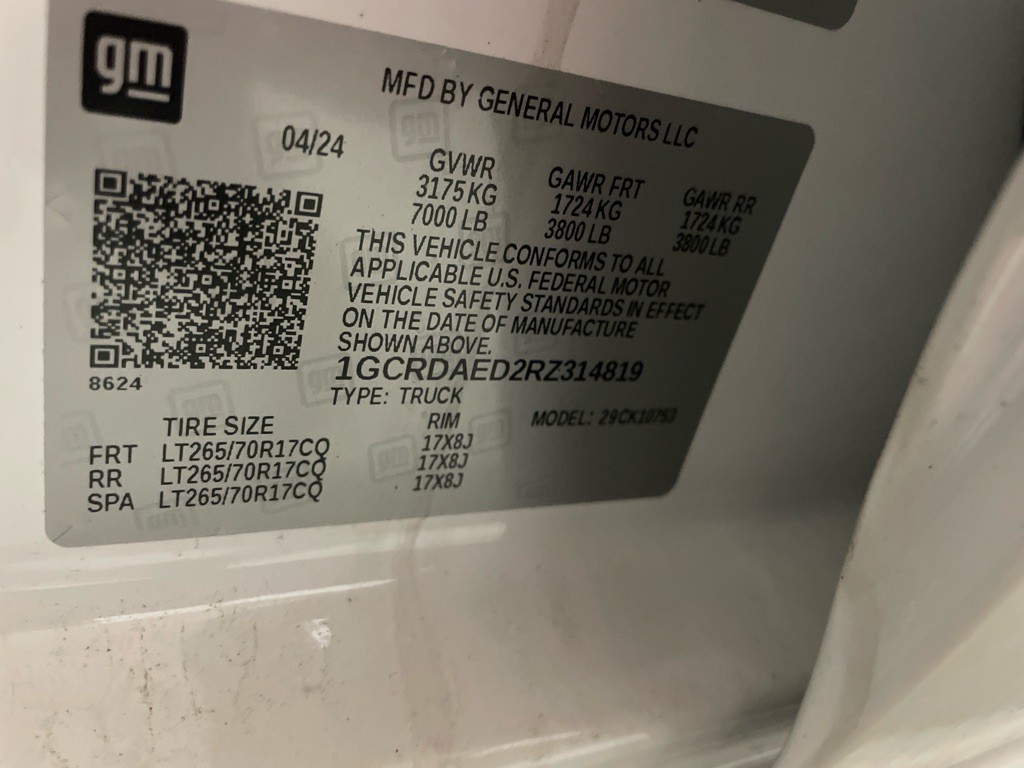 gm
MFD BY GENERAL MOTORS LLC
04/24
GVWR GAWR FRT GAWR RR
3175 KG 1724 KG 1724 KG
7000 LB 3800 LB 3800 LB
THIS VEHICLE CONFORMS TO ALL
APPLICABLE U.S. FEDERAL MOTOR
VEHICLE SAFETY STANDARDS IN EFFECT
ON THE DATE OF MANUFACTURE
SHOWN ABOVE.
8624
1GCRDAED2RZ314819
TYPE: TRUCK
MODEL: 29CK10753
TIRE SIZE RIM
FRT LT265/70R17CQ 17X8J
RR LT265/70R17CQ 17X8J
SPA LT265/70R17CQ 17X8J